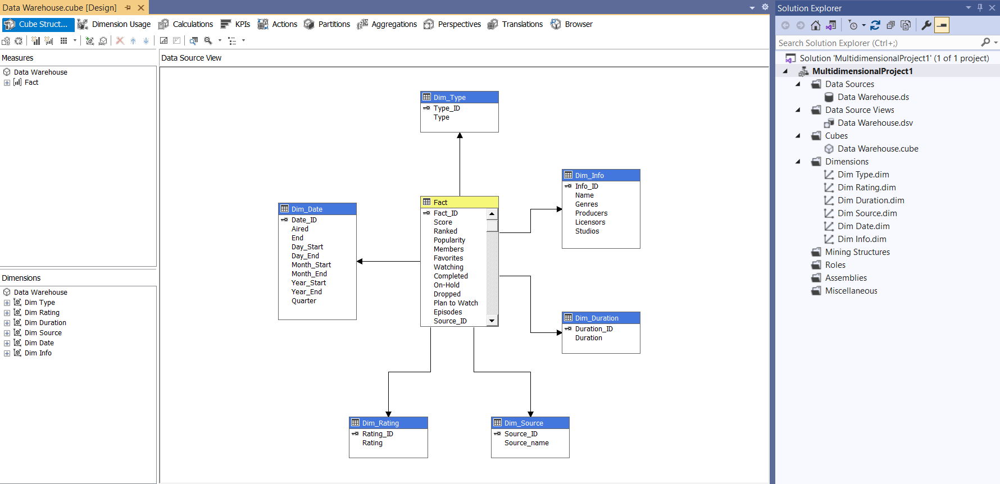 Data Warehouse.cube [Design]
Cube Struct...
Dimension Usage
Calculations
KPIs
Actions
Partitions
Aggregations
Perspectives
Translations
Browser
Measures
Data Warehouse
Fact
Dimensions
Data Warehouse
Dim Type
Dim Rating
Dim Duration
Dim Source
Dim Date
Dim Info
Data Source View
Dim_Type
Type_ID
Type
Dim_Info
Info_ID
Name
Genres
Producers
Licensors
Studios
Dim_Date
Date_ID
Aired
End
Day_Start
Day_End
Month_Start
Month_End
Year_Start
Year_End
Quarter
Fact
Fact_ID
Score
Ranked
Popularity
Members
Favorites
Watching
Completed
On-Hold
Dropped
Plan to Watch
Episodes
Source_ID
Dim_Duration
Duration_ID
Duration
Dim_Rating
Rating_ID
Rating
Dim_Source
Source_ID
Source_name
Solution Explorer
Search Solution Explorer (Ctrl+;)
Solution 'MultidimensionalProject1' (1 of 1 project)
MultidimensionalProject1
Data Sources
Data Warehouse.ds
Data Source Views
Data Warehouse.dsv
Cubes
Data Warehouse.cube
Dimensions
Dim Type.dim
Dim Rating.dim
Dim Duration.dim
Dim Source.dim
Dim Date.dim
Dim Info.dim
Mining Structures
Roles
Assemblies
Miscellaneous